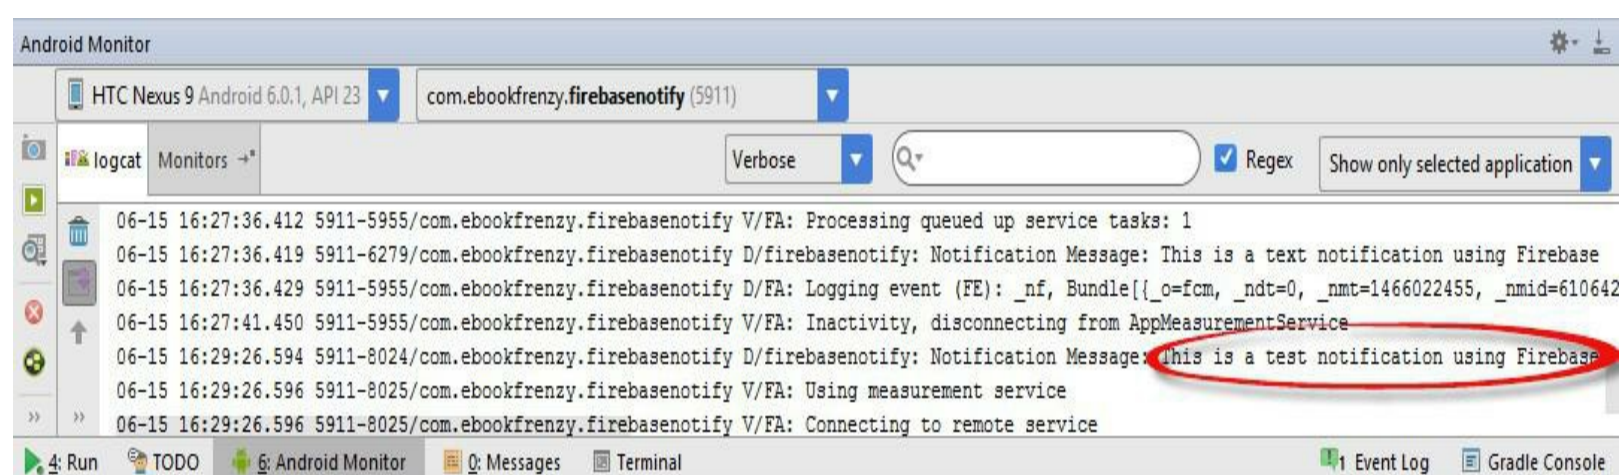 Android Monitor
HTC Nexus 9 Android 6.0.1, API 23 com.ebookfrenzy.firebasenotify (5911)
logcat Monitors Verbose Regex Show only selected application
06-15 16:27:36.412 5911-5955/com.ebookfrenzy.firebasenotify V/FA: Processing queued up service tasks: 1
06-15 16:27:36.419 5911-6279/com.ebookfrenzy.firebasenotify D/firebasenotify: Notification Message: This is a text notification using Firebase
06-15 16:27:36.429 5911-5955/com.ebookfrenzy.firebasenotify D/FA: Logging event (FE): _nf, Bundle[{_o=fcm, _ndt=0, _nmt=1466022455, _nmid=610642
06-15 16:27:41.450 5911-5955/com.ebookfrenzy.firebasenotify V/FA: Inactivity, disconnecting from AppMeasurementService
06-15 16:29:26.594 5911-8024/com.ebookfrenzy.firebasenotify D/firebasenotify: Notification Message: This is a test notification using Firebase
06-15 16:29:26.596 5911-8025/com.ebookfrenzy.firebasenotify V/FA: Using measurement service
06-15 16:29:26.596 5911-8025/com.ebookfrenzy.firebasenotify V/FA: Connecting to remote service
4: Run TODO 6: Android Monitor 0: Messages Terminal 1 Event Log Gradle Console